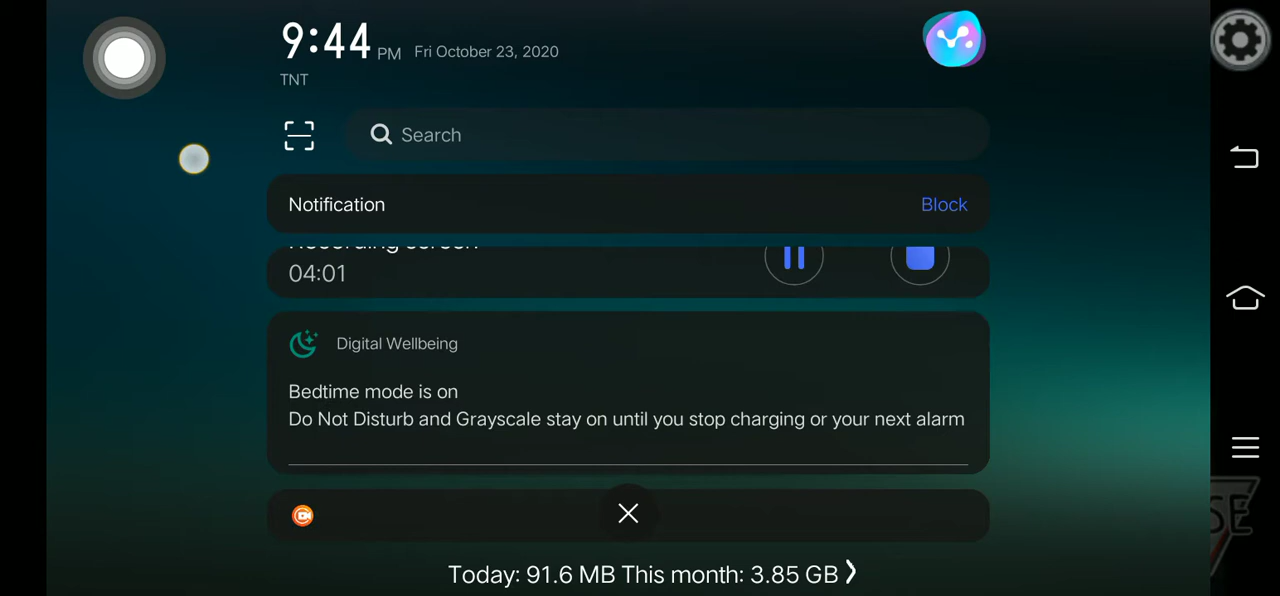 9:44 PM Fri October 23, 2020
TNT
Search
Notification Block
Recording screen
04:01
Digital Wellbeing
Bedtime mode is on
Do Not Disturb and Grayscale stay on until you stop charging or your next alarm
Today: 91.6 MB This month: 3.85 GB